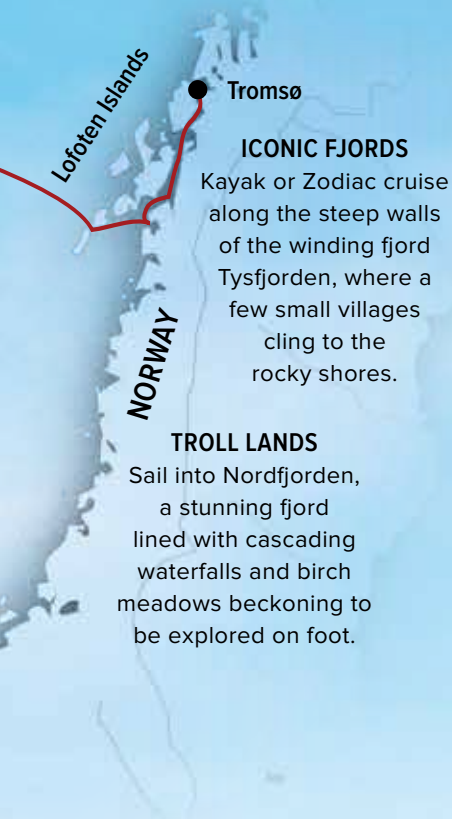 Lofoten Islands
Tromsø
ICONIC FJORDS
Kayak or Zodiac cruise
along the steep walls
of the winding fjord
Tysfjorden, where a
few small villages
cling to the
rocky shores.
NORWAY
TROLL LANDS
Sail into Nordfjorden,
a stunning fjord
lined with cascading
waterfalls and birch
meadows beckoning to
be explored on foot.